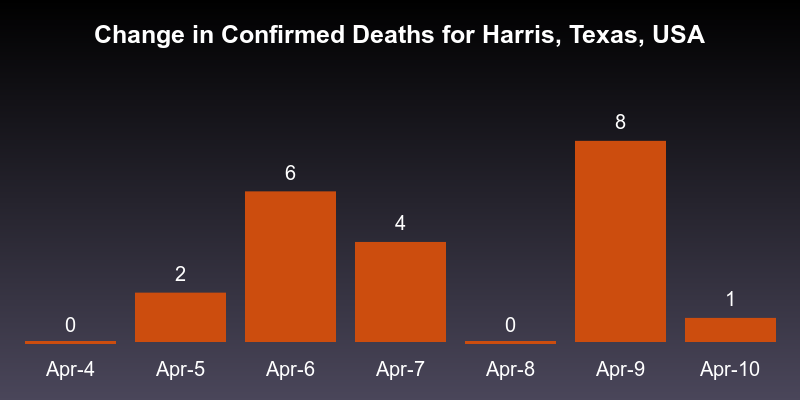 Change in Confirmed Deaths for Harris, Texas, USA
0 2 6 4 0 8 1
Apr-4 Apr-5 Apr-6 Apr-7 Apr-8 Apr-9 Apr-10